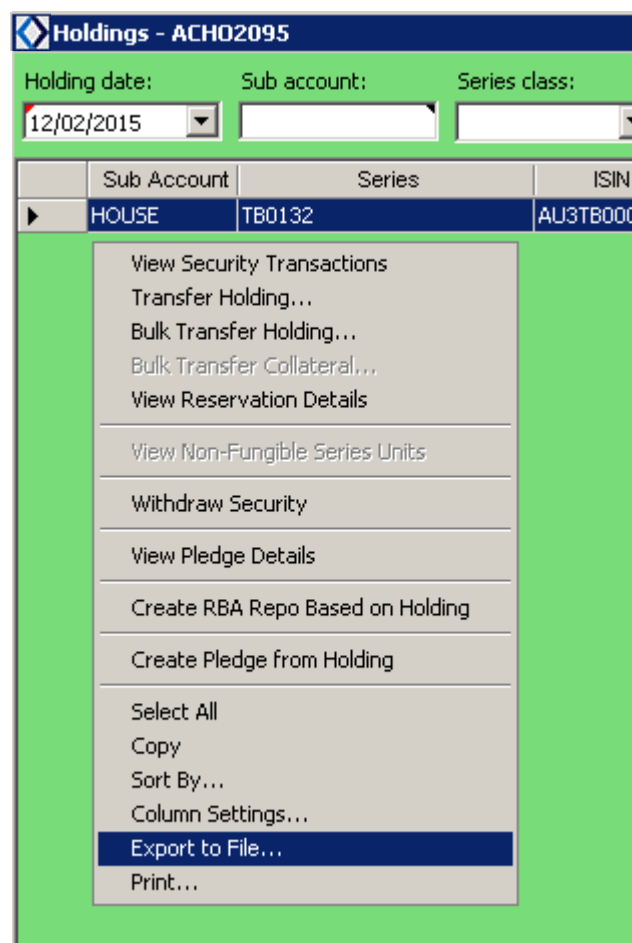 Holdings - ACHO2095
Holding date: Sub account: Series class:
12/02/2015
Sub Account Series ISIN
HOUSE TB0132 AU3TB000
View Security Transactions
Transfer Holding...
Bulk Transfer Holding...
Bulk Transfer Collateral...
View Reservation Details
View Non-Fungible Series Units
Withdraw Security
View Pledge Details
Create RBA Repo Based on Holding
Create Pledge from Holding
Select All
Copy
Sort By...
Column Settings...
Export to File...
Print...